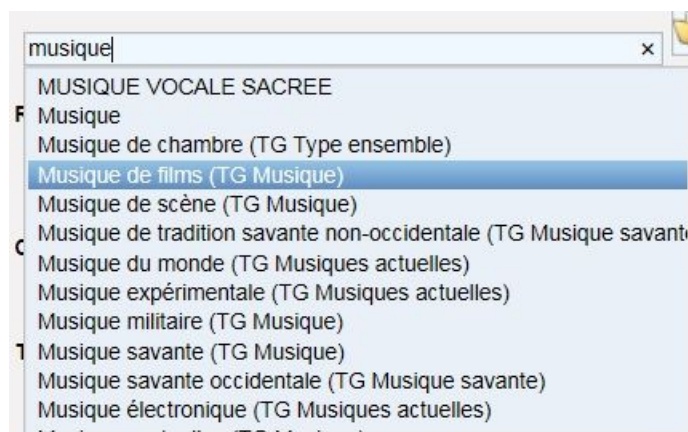 musique
MUSIQUE VOCALE SACREE
Musique
Musique de chambre (TG Type ensemble)
Musique de films (TG Musique)
Musique de scène (TG Musique)
Musique de tradition savante non-occidentale (TG Musique
Musique du monde (TG Musiques actuelles)
Musique expérimentale (TG Musiques actuelles)
Musique militaire (TG Musique)
Musique savante (TG Musique)
Musique savante occidentale (TG Musique savante)
Musique électronique (TG Musiques actuelles)